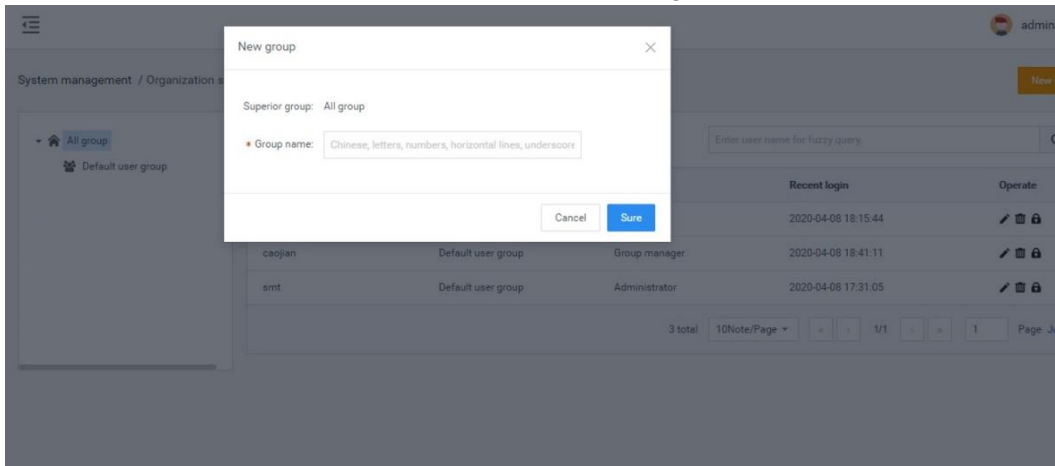 admin
New group
System management / Organization s
New
Superior group: All group
All group
* Group name: Chinese, letters, numbers, horizontal lines, underscore
Enter user name for fuzzy query.
Default user group
Recent login Operate
Cancel Sure
2020-04-08 18:15:44
caojian Default user group Group manager 2020-04-08 18:41:11
smt Default user group Administrator 2020-04-08 17:31:05
3 total 10Note/Page « ‹ 1/1 › » 1 Page J